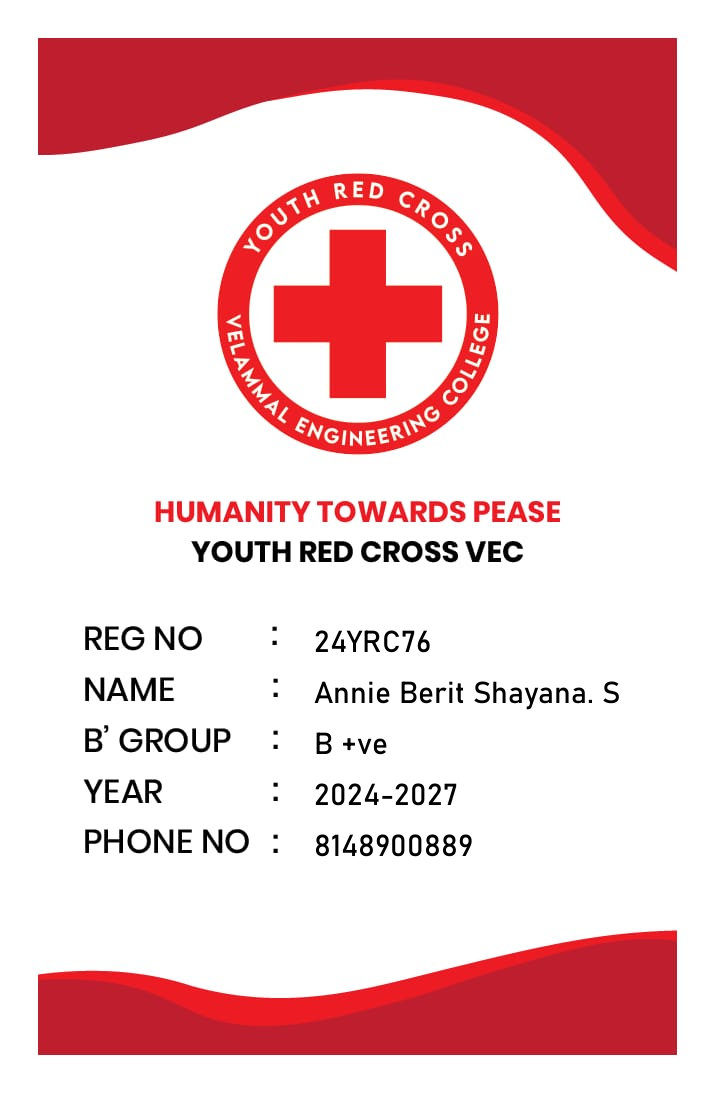 YOUTH RED CROSS
VELAMMAL ENGINEERING COLLEGE
HUMANITY TOWARDS PEASE
YOUTH RED CROSS VEC
REG NO : 24YRC76
NAME : Annie Berit Shayana. S
B’ GROUP : B +ve
YEAR : 2024-2027
PHONE NO : 8148900889